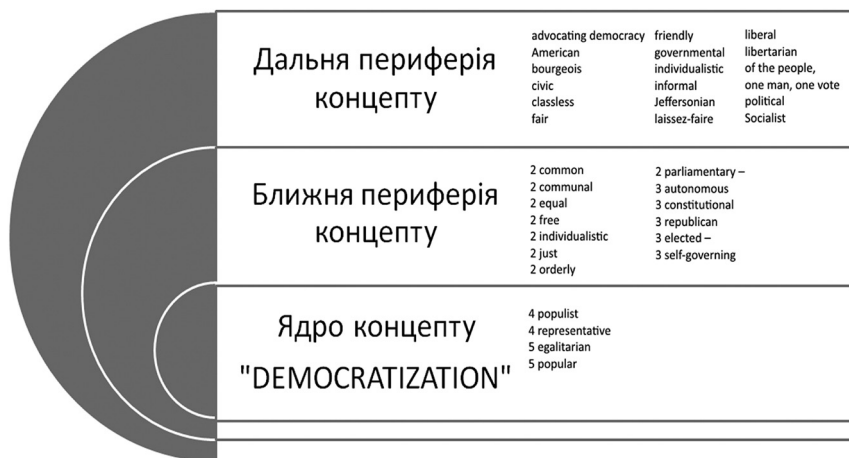 Дальня периферія
концепту
advocating democracy
American
bourgeois
civic
classless
fair
friendly
governmental
individualistic
informal
Jeffersonian
laissez-faire
liberal
libertarian
of the people,
one man, one vote
political
Socialist
Ближня периферія
концепту
2 common
2 communal
2 equal
2 free
2 individualistic
2 just
2 orderly
2 parliamentary –
3 autonomous
3 constitutional
3 republican
3 elected –
3 self-governing
Ядро концепту
"DEMOCRATIZATION"
4 populist
4 representative
5 egalitarian
5 popular